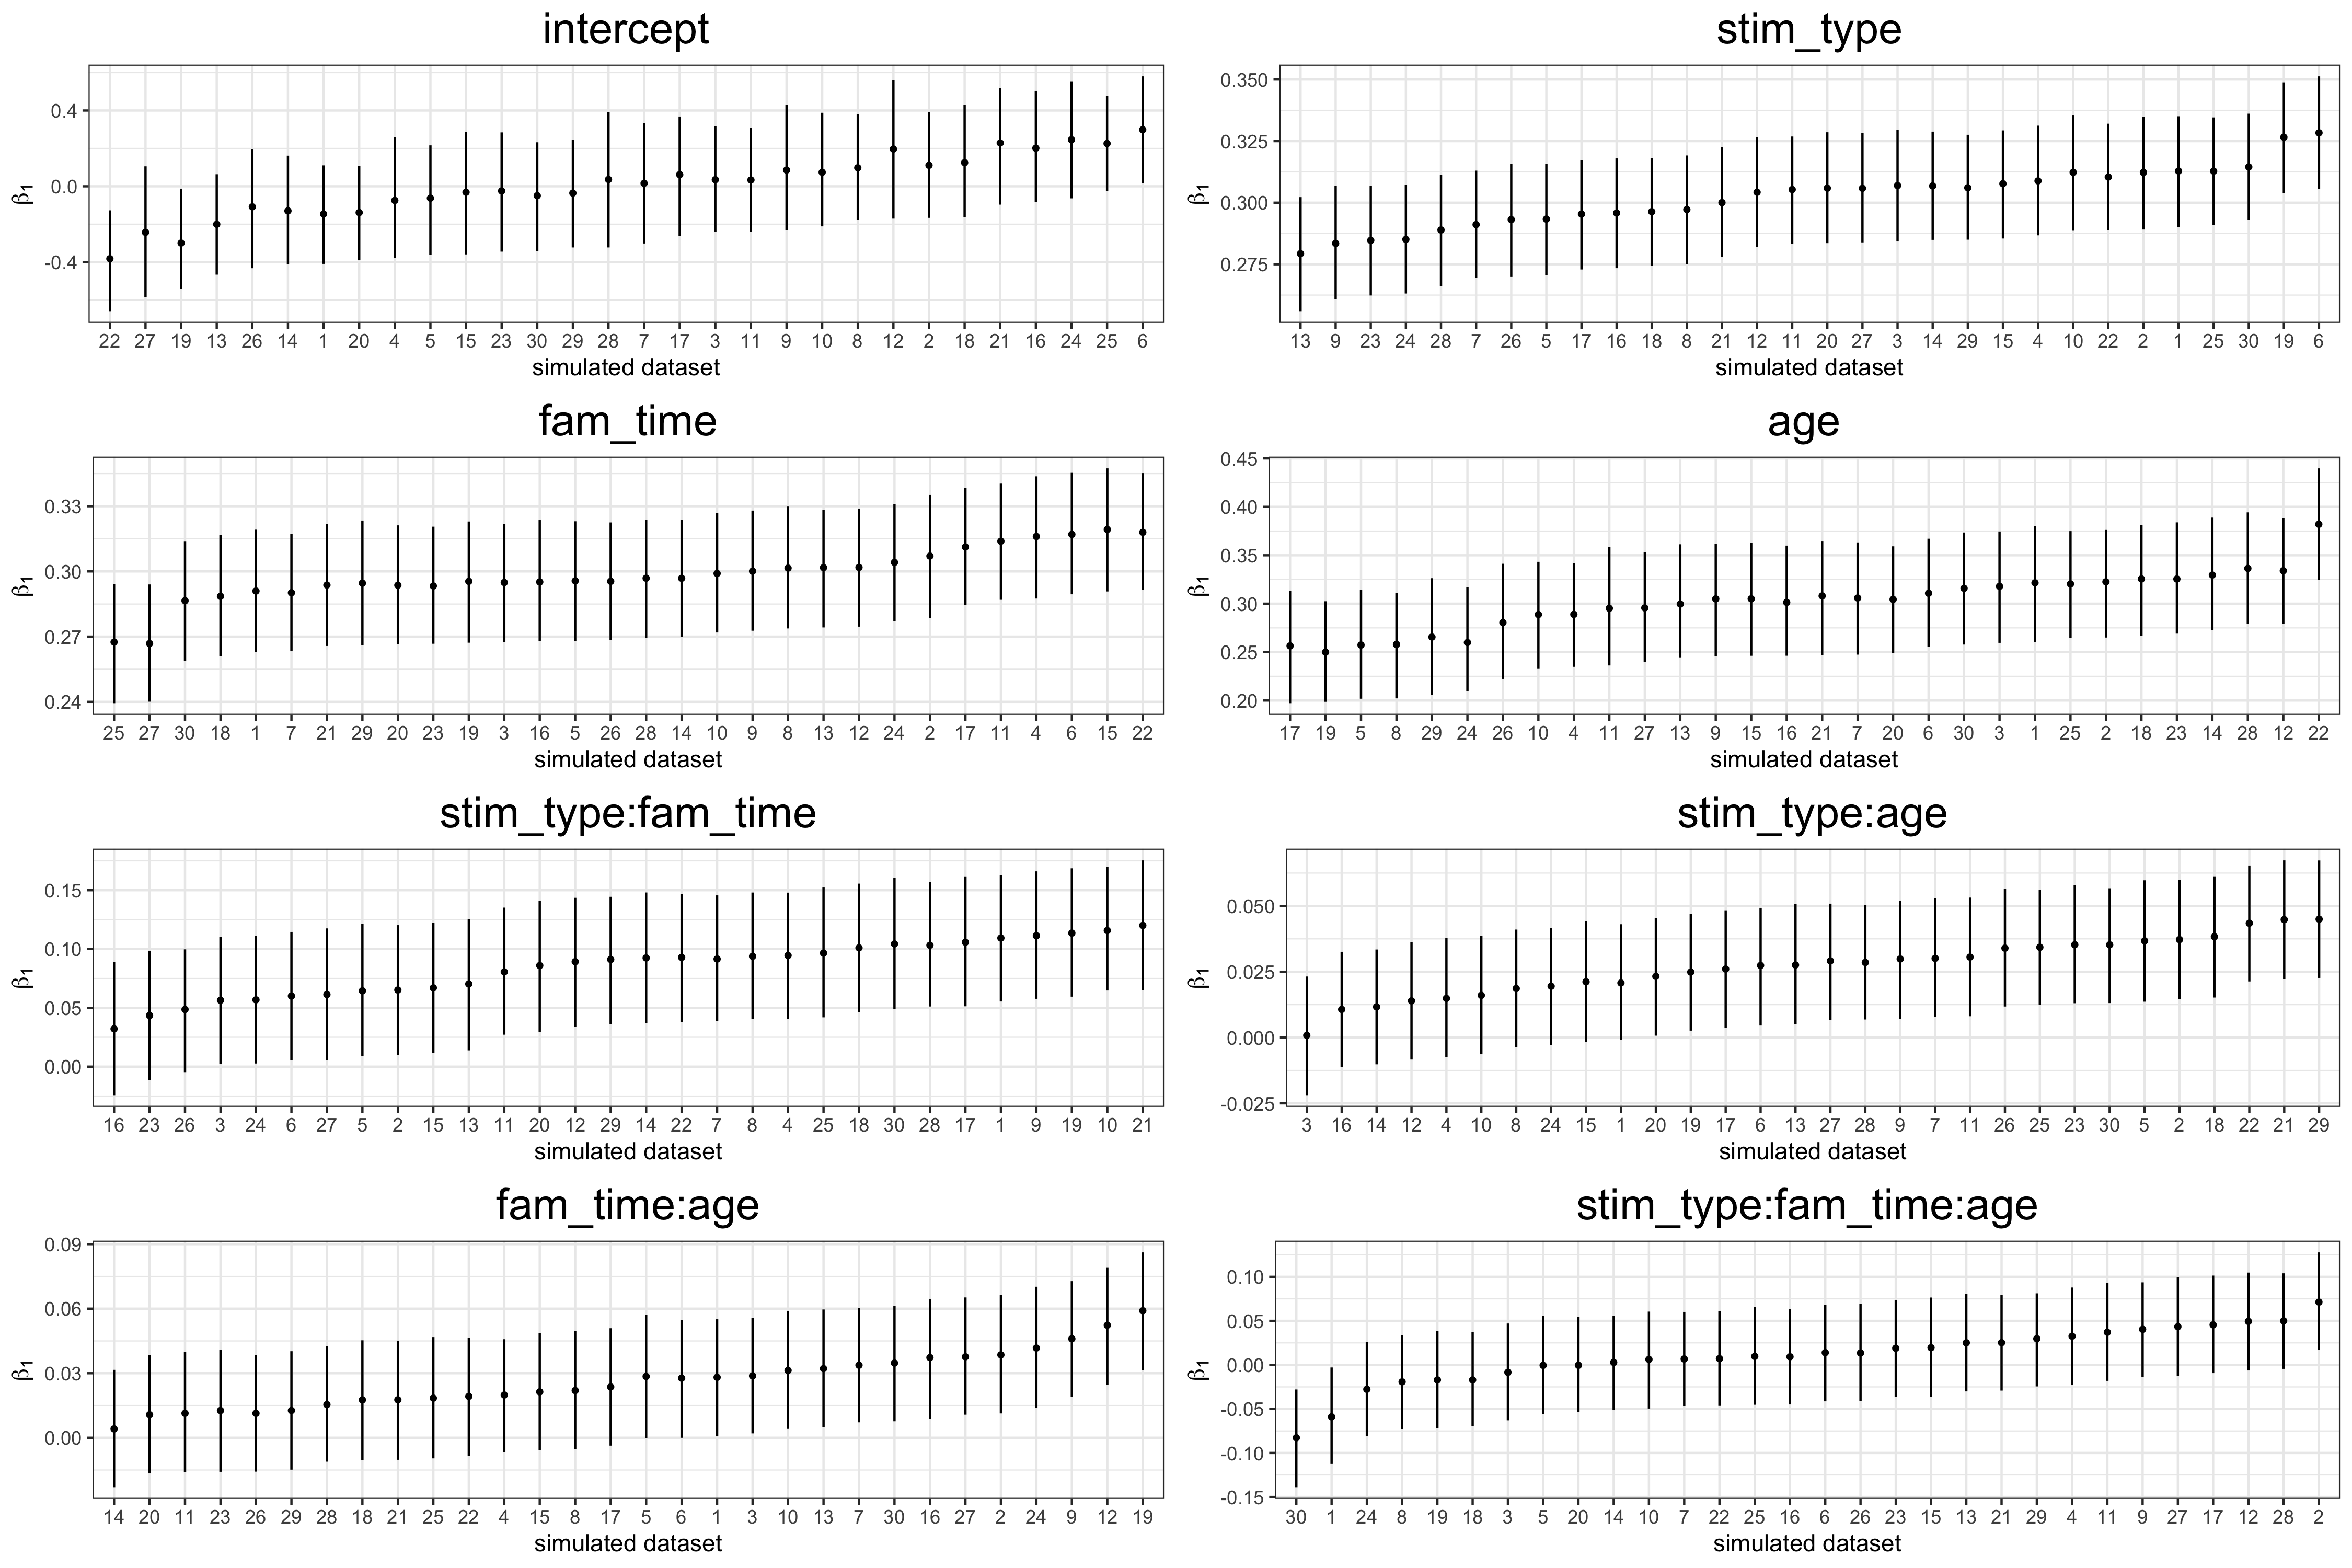 intercept
β1
0.4
0.0
-0.4
22 27 19 13 26 14 1 20 4 5 15 23 30 29 28 7 17 3 11 9 10 8 12 2 18 21 16 24 25 6
simulated dataset
stim_type
β1
0.350
0.325
0.300
0.275
13 9 23 24 28 7 26 5 17 16 18 8 21 12 11 20 27 3 14 29 15 4 10 22 2 1 25 30 19 6
simulated dataset
fam_time
β1
0.33
0.30
0.27
0.24
25 27 30 18 1 7 21 29 20 23 19 3 16 5 26 28 14 10 9 8 13 12 24 2 17 11 4 6 15 22
simulated dataset
age
β1
0.45
0.40
0.35
0.30
0.25
0.20
17 19 5 8 29 24 26 10 4 11 27 13 9 15 16 21 7 20 6 30 3 1 25 2 18 23 14 28 12 22
simulated dataset
stim_type:fam_time
β1
0.15
0.10
0.05
0.00
16 23 26 3 24 6 27 5 2 15 13 11 20 12 29 14 22 7 8 4 25 18 30 28 17 1 9 19 10 21
simulated dataset
stim_type:age
β1
0.050
0.025
0.000
-0.025
3 16 14 12 4 10 8 24 15 1 20 19 17 6 13 27 28 9 7 11 26 25 23 30 5 2 18 22 21 29
simulated dataset
fam_time:age
β1
0.09
0.06
0.03
0.00
14 20 11 23 26 29 28 18 21 25 22 4 15 8 17 5 6 1 3 10 13 7 30 16 27 2 24 9 12 19
simulated dataset
stim_type:fam_time:age
β1
0.10
0.05
0.00
-0.05
-0.10
-0.15
30 1 24 8 19 18 3 5 20 14 10 7 22 25 16 6 26 23 15 13 21 29 4 11 9 27 17 12 28 2
simulated dataset